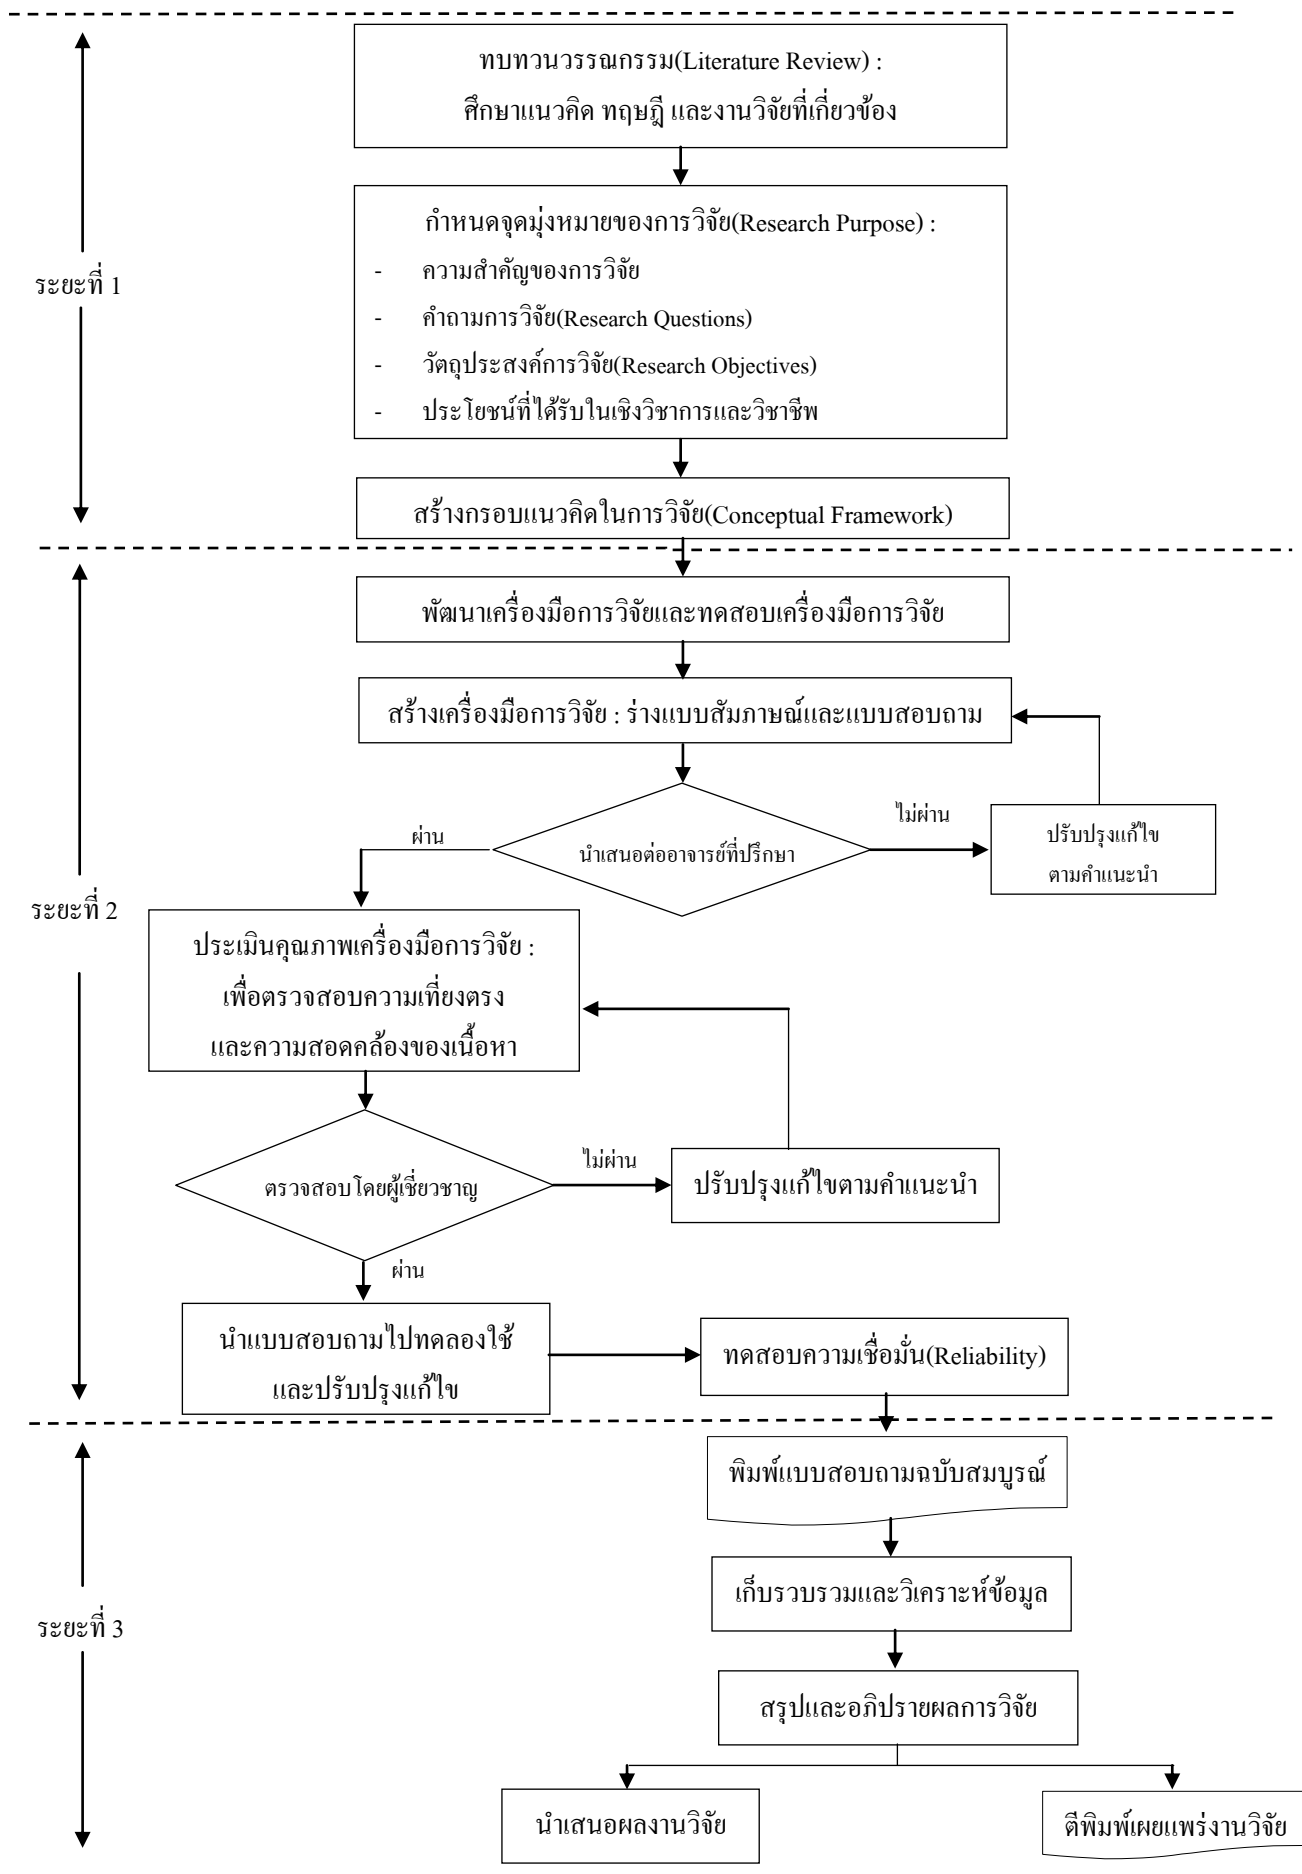 ทบทวนวรรณกรรม(Literature Review) :
ศึกษาแนวคิด ทฤษฎี และงานวิจัยที่เกี่ยวข้อง
กำหนดจุดมุ่งหมายของการวิจัย(Research Purpose) :
- ความสำคัญของการวิจัย
ระยะที่ 1
- คำถามการวิจัย(Research Questions)
- วัตถุประสงค์การวิจัย(Research Objectives)
- ประโยชน์ที่ได้รับในเชิงวิชาการและวิชาชีพ
สร้างกรอบแนวคิดในการวิจัย(Conceptual Framework)
พัฒนาเครื่องมือการวิจัยและทดสอบเครื่องมือการวิจัย
สร้างเครื่องมือการวิจัย : ร่างแบบสัมภาษณ์และแบบสอบถาม
ไม่ผ่าน
ผ่าน
นำเสนอต่ออาจารย์ที่ปรึกษา
ปรับปรุงแก้ไข
ตามคำแนะนำ
ระยะที่ 2
ประเมินคุณภาพเครื่องมือการวิจัย :
เพื่อตรวจสอบความเที่ยงตรง
และความสอดคล้องของเนื้อหา
ไม่ผ่าน
ตรวจสอบโดยผู้เชี่ยวชาญ
ปรับปรุงแก้ไขตามคำแนะนำ
ผ่าน
นำแบบสอบถามไปทดลองใช้
และปรับปรุงแก้ไข
ทดสอบความเชื่อมั่น(Reliability)
พิมพ์แบบสอบถามฉบับสมบูรณ์
เก็บรวบรวมและวิเคราะห์ข้อมูล
ระยะที่ 3
สรุปและอภิปรายผลการวิจัย
นำเสนอผลงานวิจัย
ตีพิมพ์เผยแพร่งานวิจัย